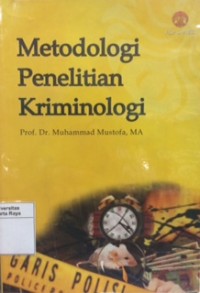 Metodologi
Penelitian
Kriminologi
Prof. Dr. Muhammad Mustofa, MA
GARIS POLISI